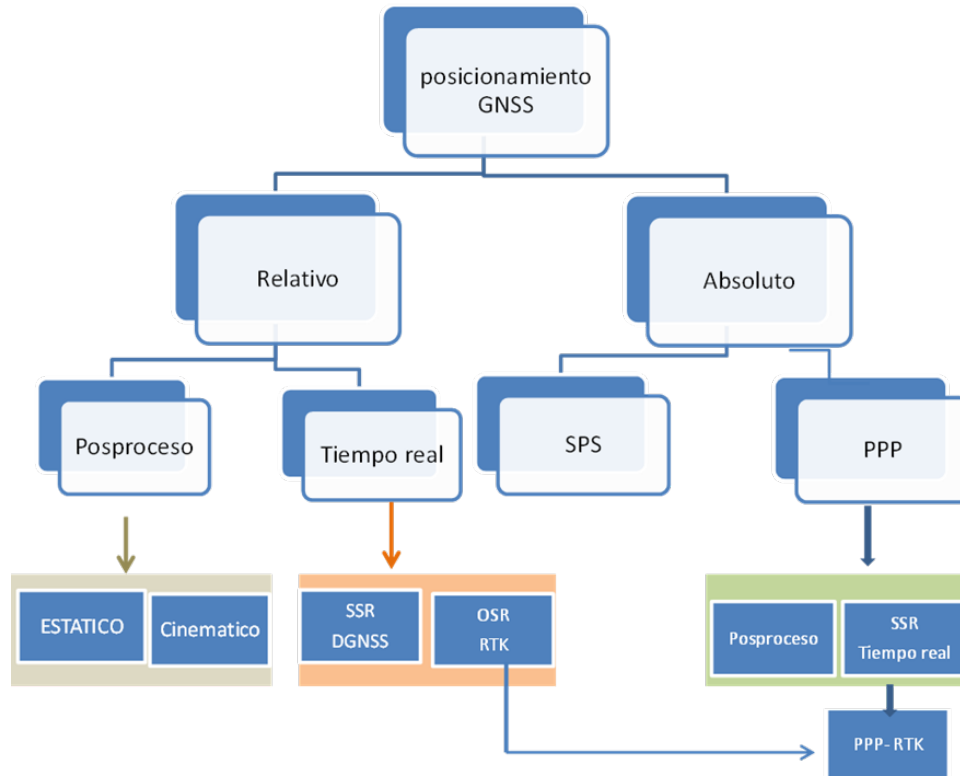 posicionamiento
GNSS
Relativo
Absoluto
Posproceso
Tiempo real
SPS
PPP
ESTATICO
Cinematico
SSR
DGNSS
OSR
RTK
Posproceso
SSR
Tiempo real
PPP- RTK